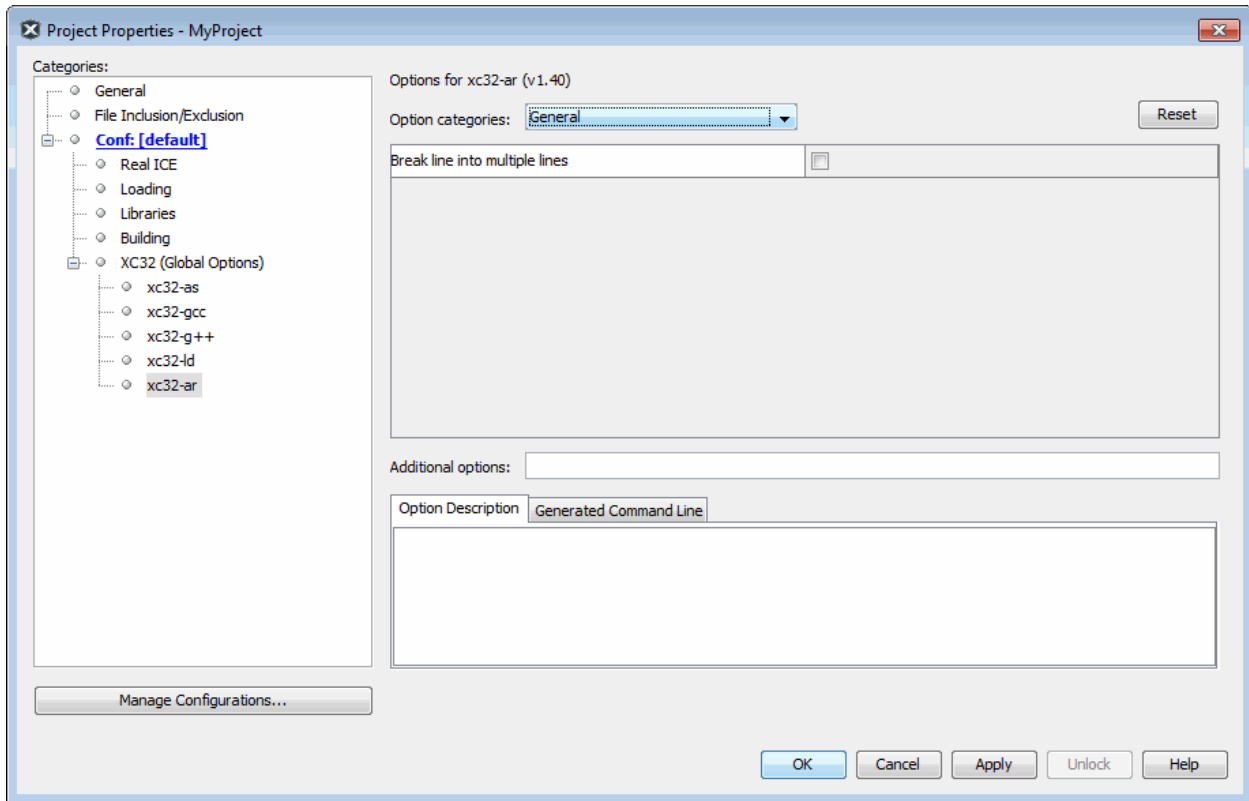 Project Properties - MyProject
Categories:
General
File Inclusion/Exclusion
Conf: [default]
Real ICE
Loading
Libraries
Building
XC32 (Global Options)
xc32-as
xc32-gcc
xc32-g++
xc32-ld
xc32-ar
Manage Configurations...
Options for xc32-ar (v1.40)
Option categories: General Reset
Break line into multiple lines
Additional options:
Option Description Generated Command Line
OK Cancel Apply Unlock Help